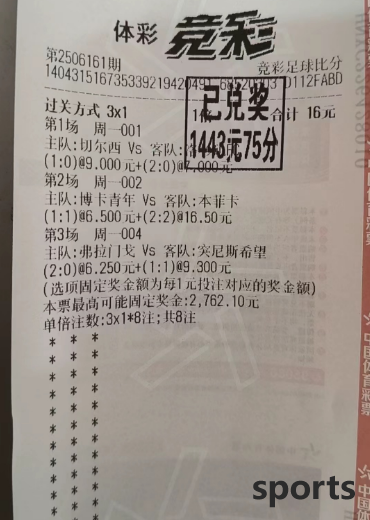 体彩 竞彩
第2506161期 竞彩足球比分
已兑奖
1443元75分
过关方式 3x1 合计 16元
第1场 周一001
主队:切尔西 Vs 客队:
(1:0)@9.000元+(2:0)@7.000元
第2场 周一002
主队:博卡青年 Vs 客队:本菲卡
(1:1)@6.500元+(2:2)@16.50元
第3场 周一004
主队:弗拉门戈 Vs 客队:突尼斯希望
(2:0)@6.250元+(1:1)@9.300元
(选项固定奖金额为每1元投注对应的奖金额)
本票最高可能固定奖金:2,762.10元
单倍注数:3x1*8注;共8注
sports